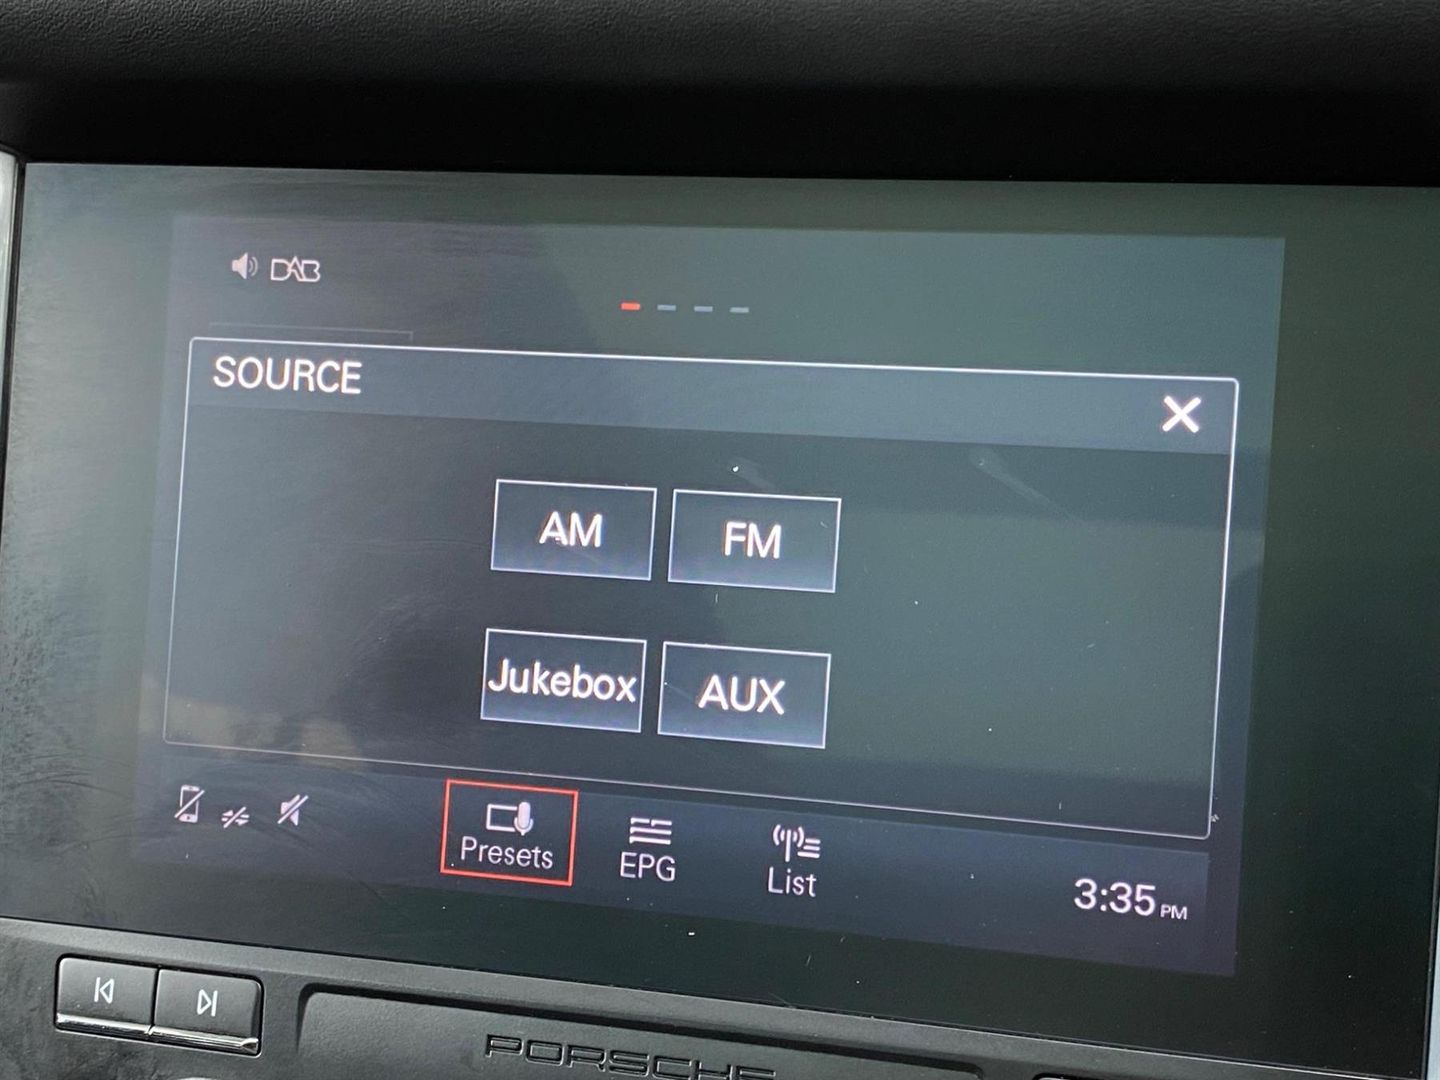 DAB
SOURCE
AM
FM
Jukebox
AUX
Presets
EPG
List
3:35 PM
PORSCHE